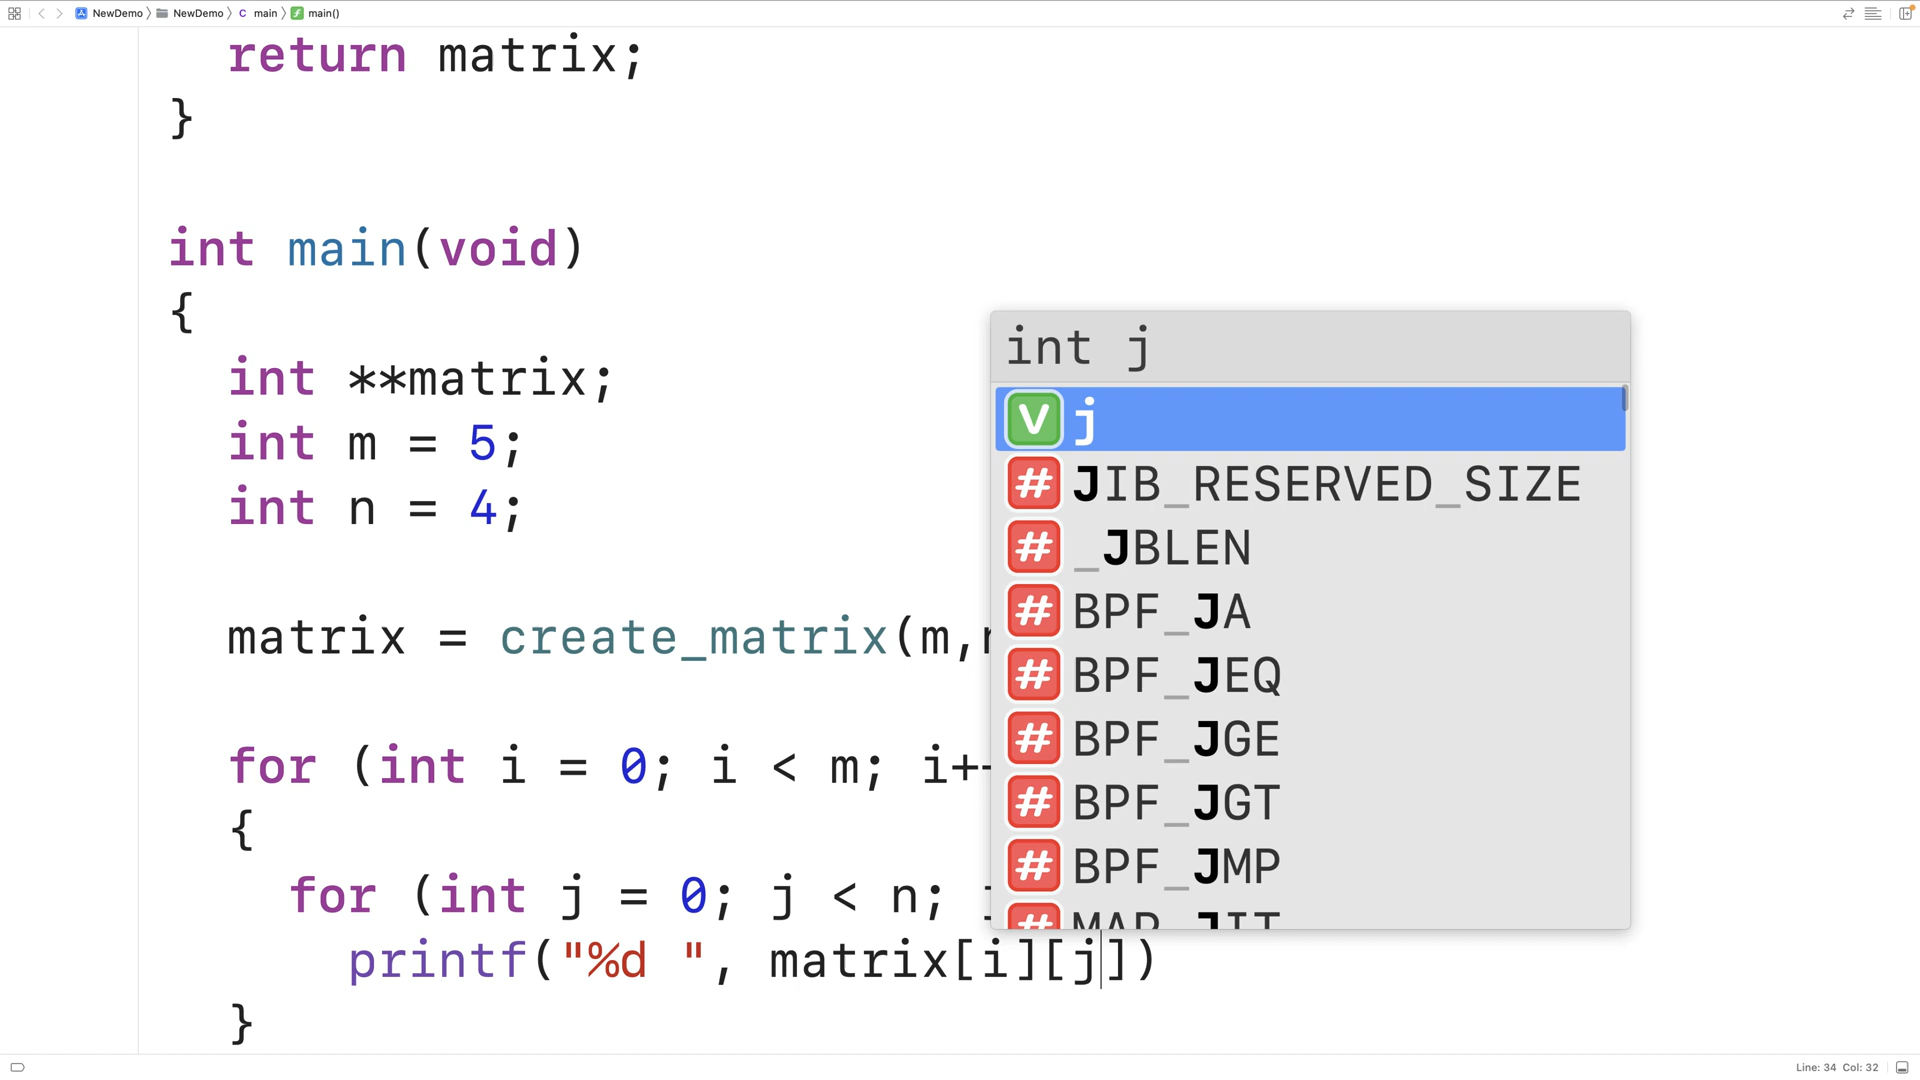 NewDemo NewDemo C main f main()
return matrix;
}
int main(void)
{
int **matrix;
int m = 5;
int n = 4;
matrix = create_matrix(m,
for (int i = 0; i < m; i++
{
for (int j = 0; j < n;
printf("%d ", matrix[i][j])
}
int j
V j
# JIB_RESERVED_SIZE
# _JBLEN
# BPF_JA
# BPF_JEQ
# BPF_JGE
# BPF_JGT
# BPF_JMP
# MAP_JIT
Line: 34 Col: 32